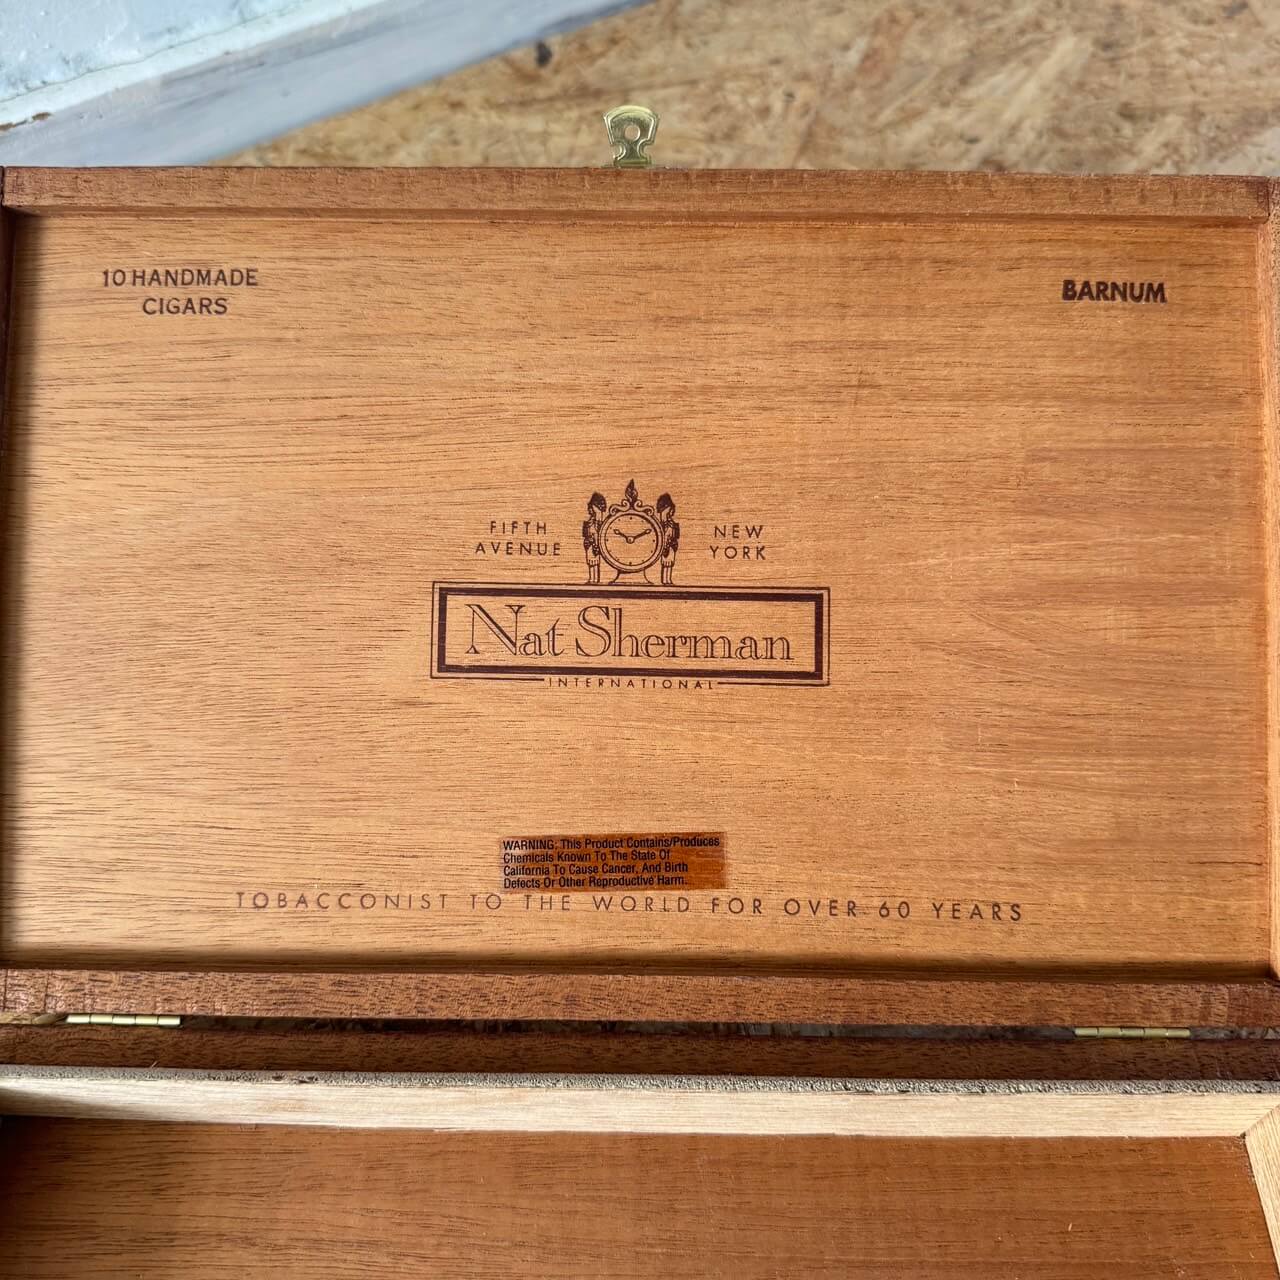 10 HANDMADE
CIGARS
BARNUM
FIFTH
AVENUE
NEW
YORK
Nat Sherman
INTERNATIONAL
WARNING: This Product Contains/Produces
Chemicals Known To The State Of
California To Cause Cancer, And Birth
Defects Or Other Reproductive Harm.
TOBACCONIST TO THE WORLD FOR OVER 60 YEARS